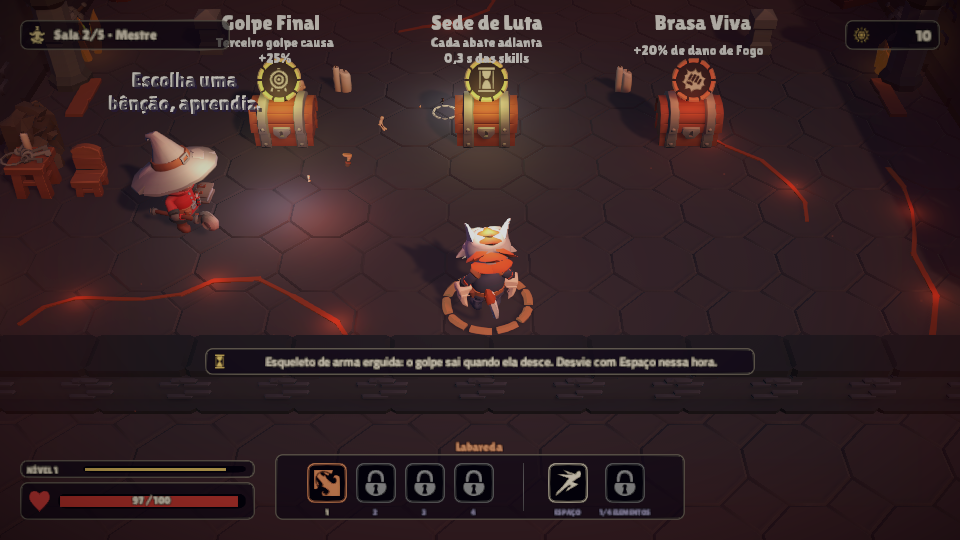 Golpe Final
Terceiro golpe causa
+25%
Sede de Luta
Cada abate adianta
0,3 s das skills
Brasa Viva
+20% de dano de Fogo
Sala 2/5 - Mestre
10
Escolha uma
bênção, aprendiz.
Esqueleto de arma erguida: o golpe sai quando ela desce. Desvie com Espaço nessa hora.
Labareda
NÍVEL 1
97 / 100
1
2
3
4
ESPAÇO
1/4 ELEMENTOS